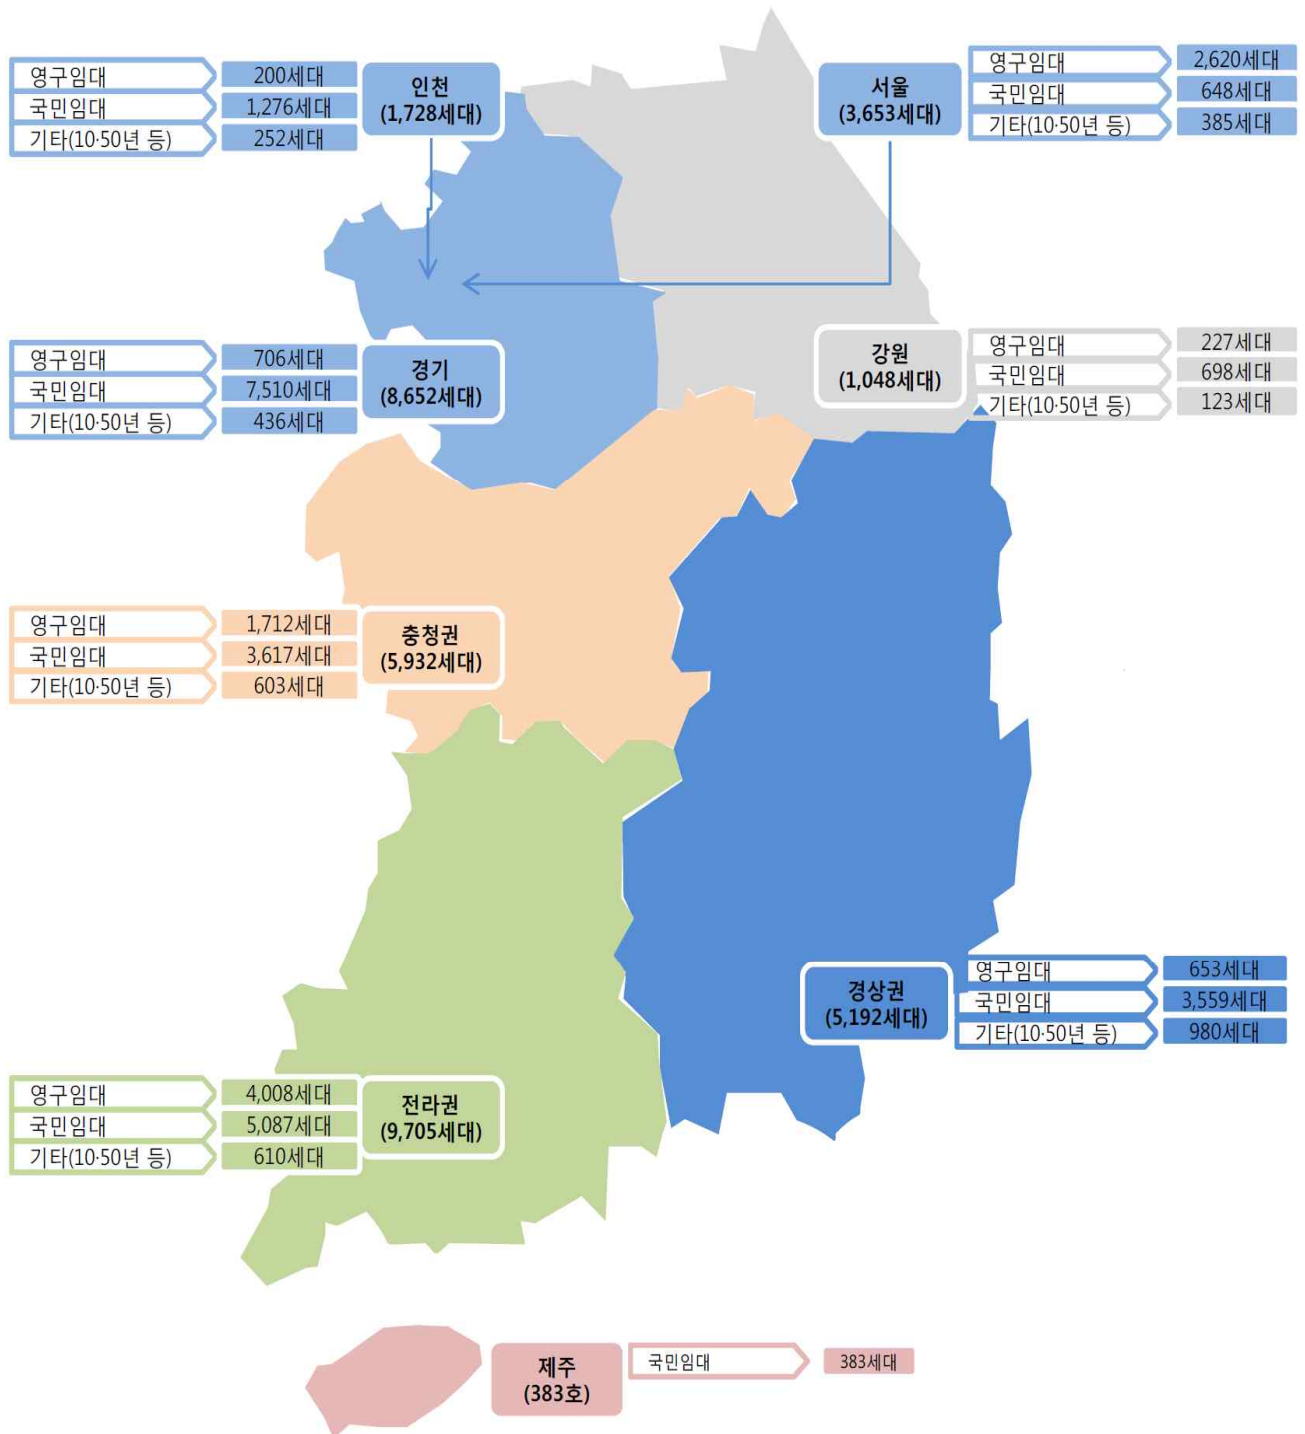 영구임대 200세대
국민임대 1,276세대
기타(10·50년 등) 252세대
인천
(1,728세대)
서울
(3,653세대)
영구임대 2,620세대
국민임대 648세대
기타(10·50년 등) 385세대
영구임대 706세대
국민임대 7,510세대
기타(10·50년 등) 436세대
경기
(8,652세대)
강원
(1,048세대)
영구임대 227세대
국민임대 698세대
기타(10·50년 등) 123세대
영구임대 1,712세대
국민임대 3,617세대
기타(10·50년 등) 603세대
충청권
(5,932세대)
경상권
(5,192세대)
영구임대 653세대
국민임대 3,559세대
기타(10·50년 등) 980세대
영구임대 4,008세대
국민임대 5,087세대
기타(10·50년 등) 610세대
전라권
(9,705세대)
제주
(383호)
국민임대 383세대